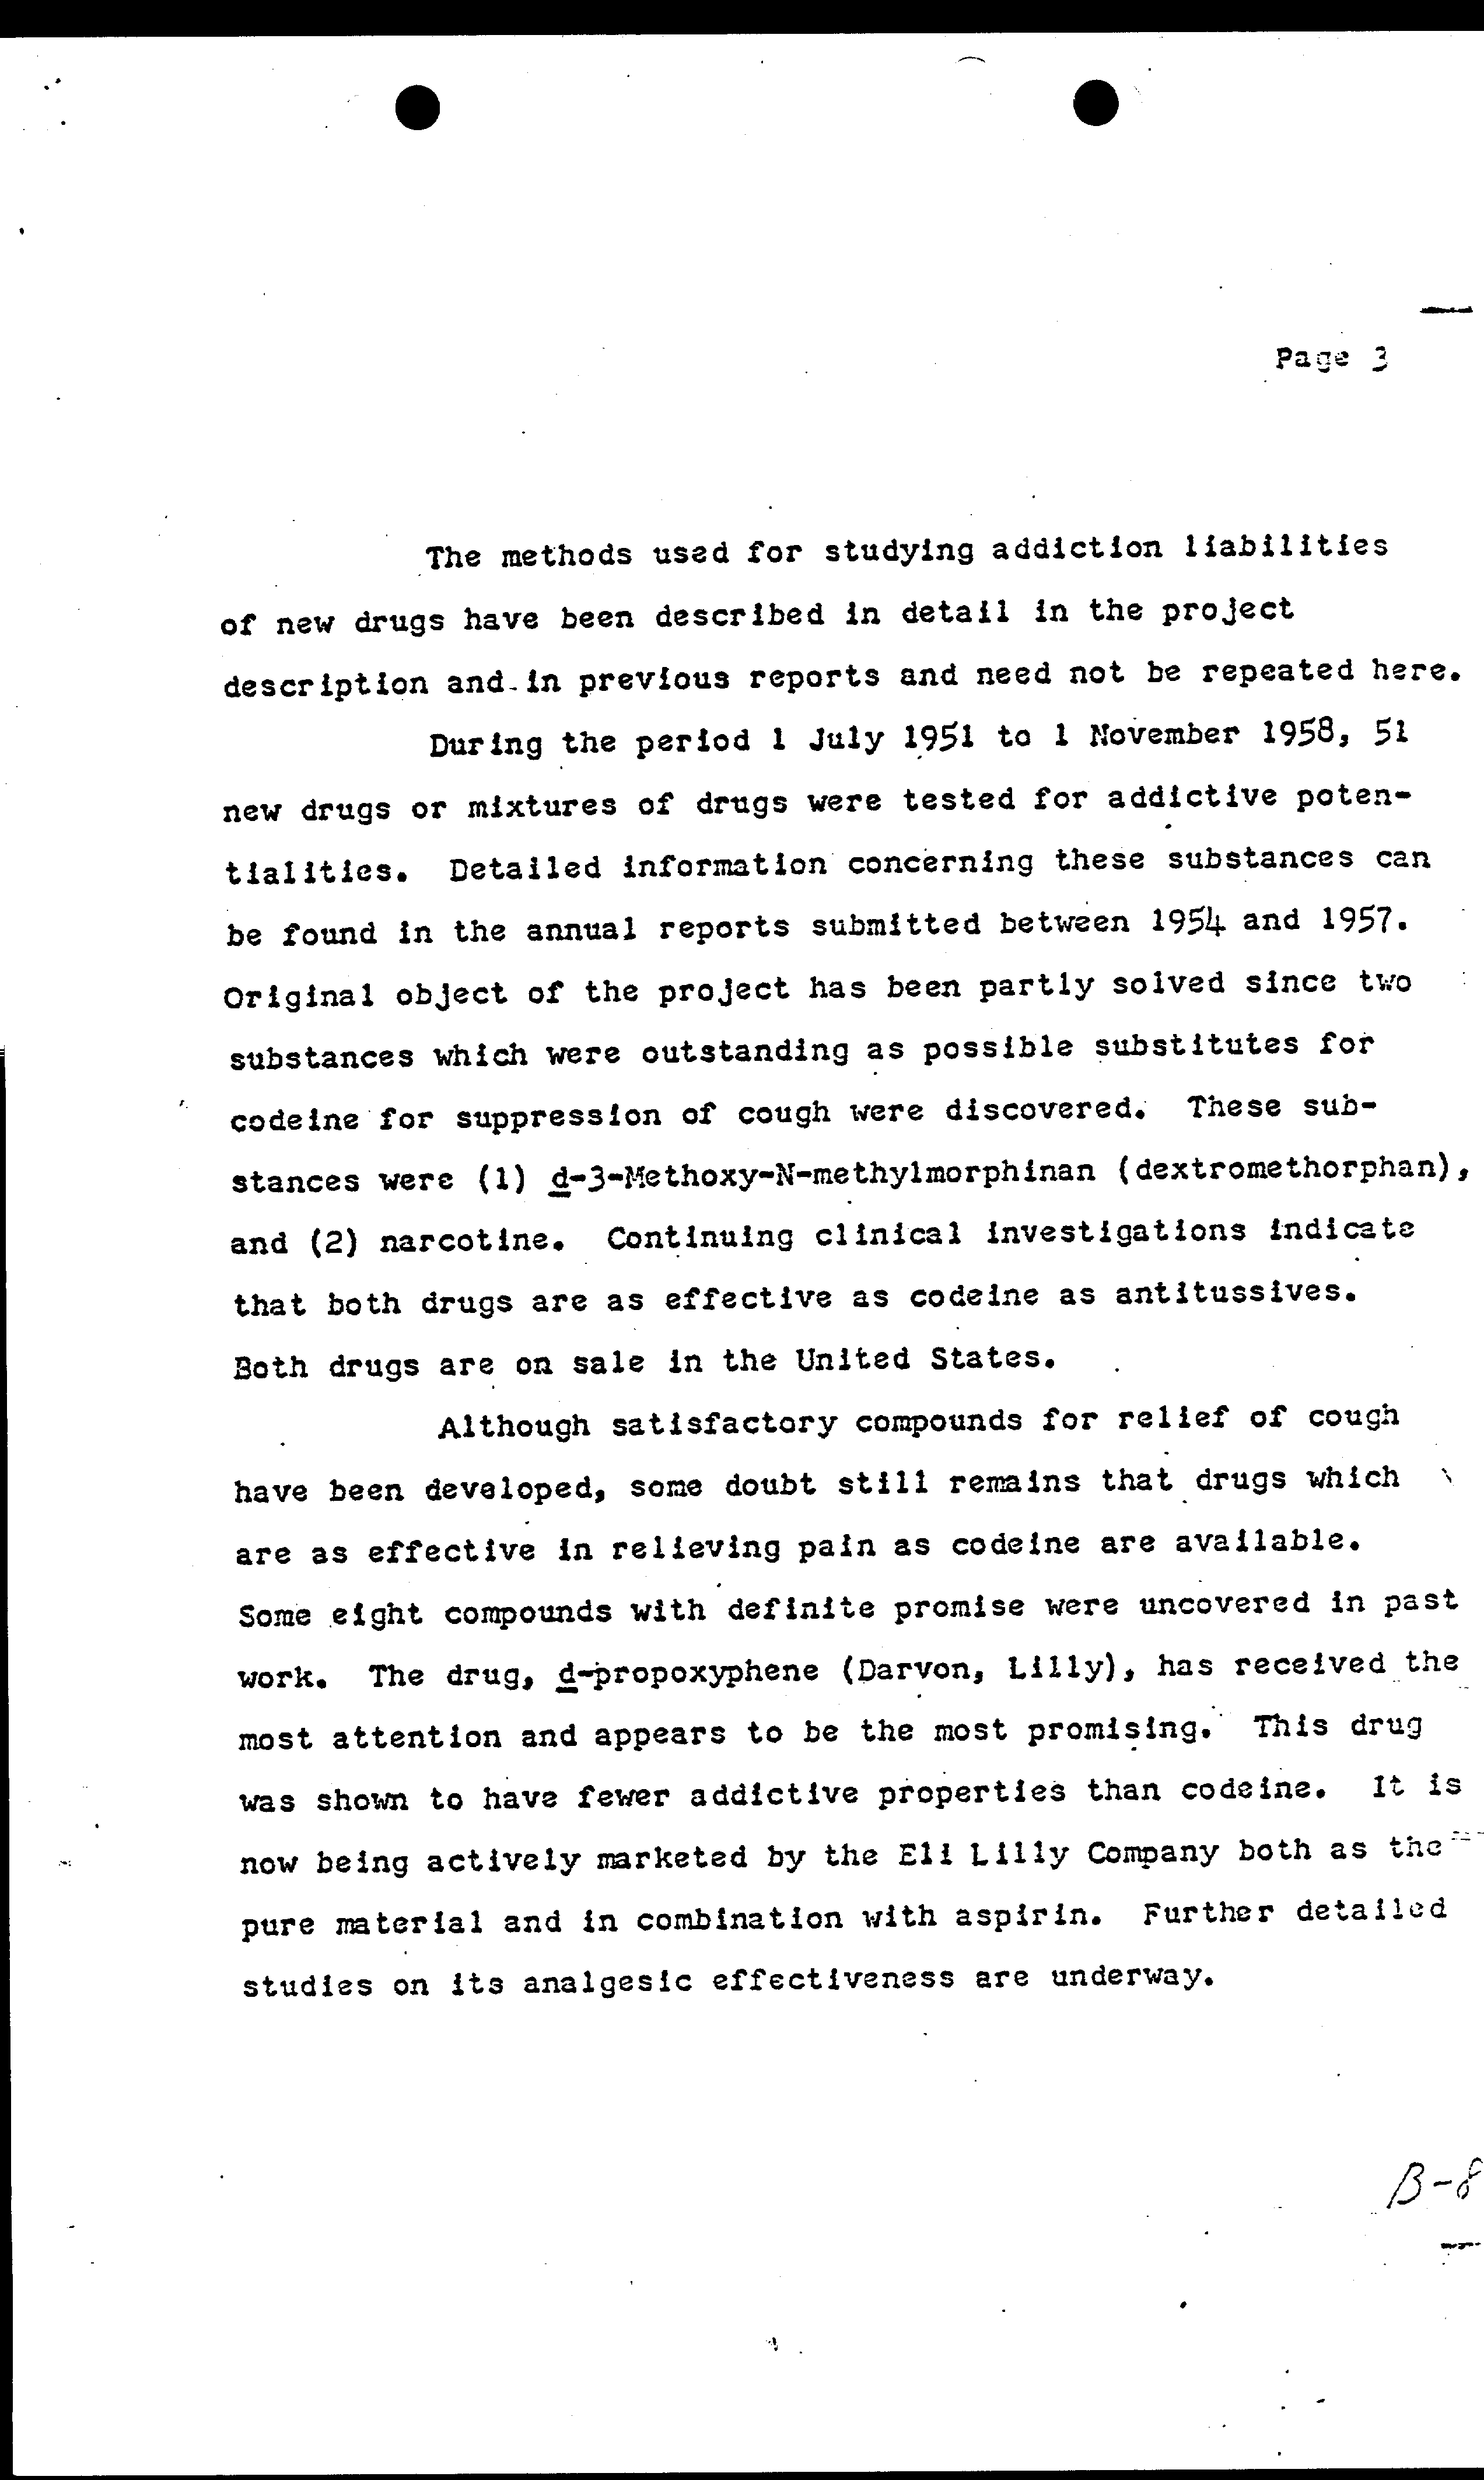 Page 3
The methods used for studying addiction liabilities
of new drugs have been described in detail in the project
description and in previous reports and need not be repeated here.
During the period 1 July 1951 to 1 November 1958, 51
new drugs or mixtures of drugs were tested for addictive poten-
tialities. Detailed information concerning these substances can
be found in the annual reports submitted between 1954 and 1957.
Original object of the project has been partly solved since two
substances which were outstanding as possible substitutes for
codeine for suppression of cough were discovered. These sub-
stances were (1) d-3-Methoxy-N-methylmorphinan (dextromethorphan),
and (2) narcotine. Continuing clinical investigations indicate
that both drugs are as effective as codeine as antitussives.
Both drugs are on sale in the United States.
Although satisfactory compounds for relief of cough
have been developed, some doubt still remains that drugs which
are as effective in relieving pain as codeine are available.
Some eight compounds with definite promise were uncovered in past
work. The drug, d-propoxyphene (Darvon, Lilly), has received the
most attention and appears to be the most promising. This drug
was shown to have fewer addictive properties than codeine. It is
now being actively marketed by the Eli Lilly Company both as the
pure material and in combination with aspirin. Further detailed
studies on its analgesic effectiveness are underway.
B-8